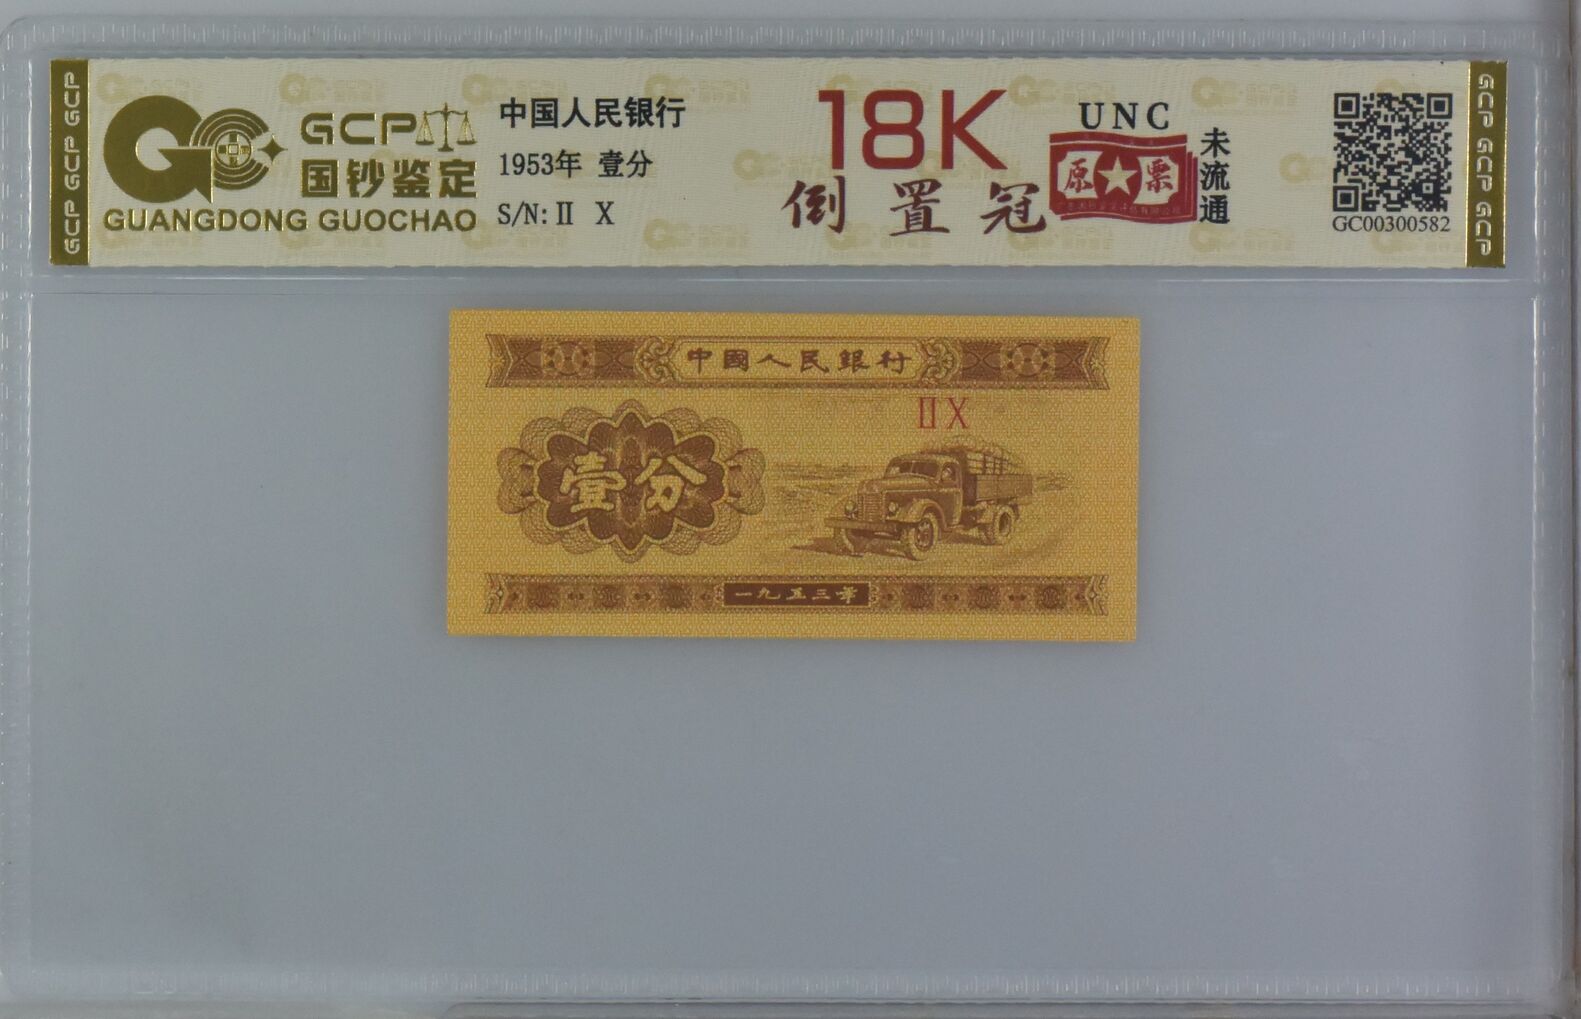 GCP GCP GCP
GCP
国钞鉴定
GUANGDONG GUOCHAO
中国人民银行
1953年 壹分
S/N: Ⅱ X
18K
倒置冠
UNC
原票
未流通
GC00300582
GCP GCP GCP
中國人民銀行
ⅡX
壹分
一九五三年